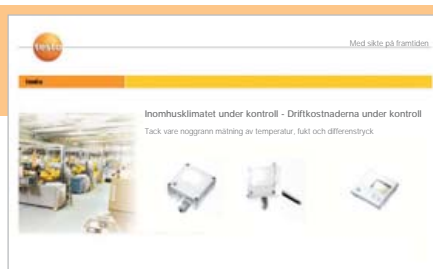 testo
Med sikte på framtiden
testo
Inomhusklimatet under kontroll - Driftkostnaderna under kontroll
Tack vare noggrann mätning av temperatur, fukt och differenstryck